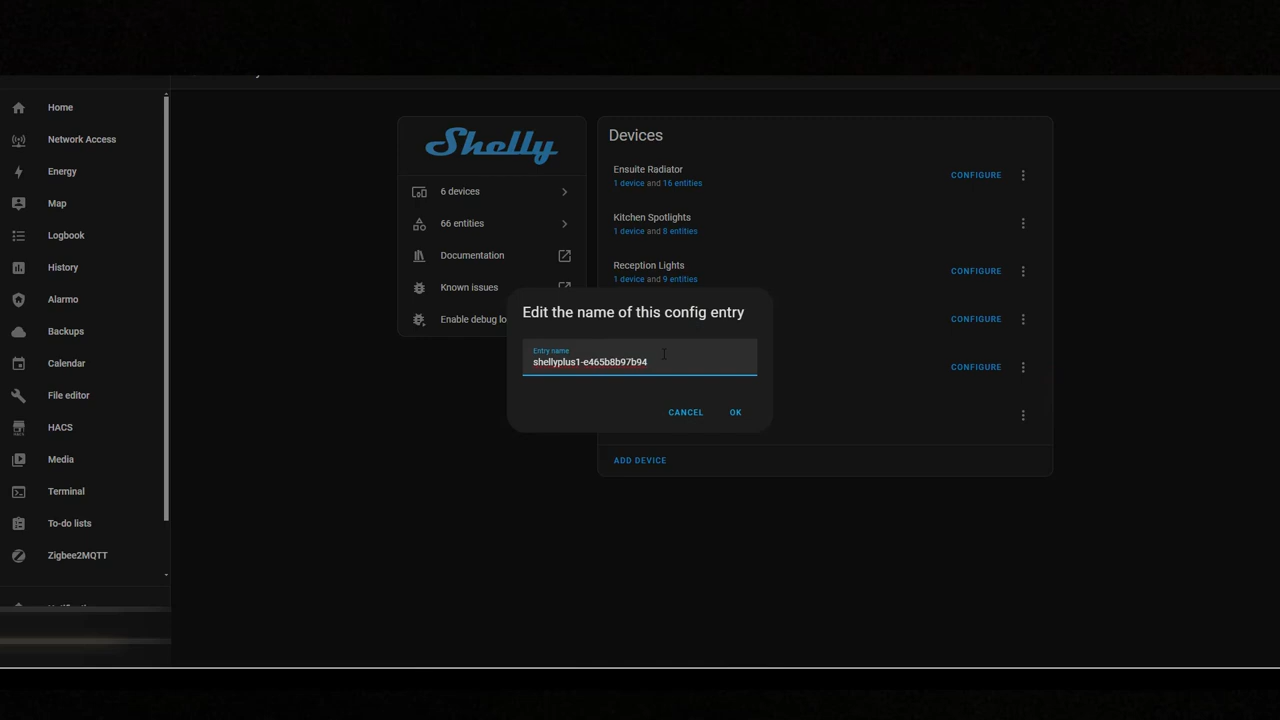 Home
Network Access
Energy
Map
Logbook
History
Alarmo
Backups
Calendar
File editor
HACS
Media
Terminal
To-do lists
Zigbee2MQTT
Shelly
6 devices
66 entities
Documentation
Known issues
Enable debug lo
Devices
Ensuite Radiator
1 device and 16 entities
CONFIGURE
Kitchen Spotlights
1 device and 8 entities
Reception Lights
1 device and 9 entities
CONFIGURE
CONFIGURE
CONFIGURE
ADD DEVICE
Edit the name of this config entry
Entry name
shellyplus1-e465b8b97b94
CANCEL
OK